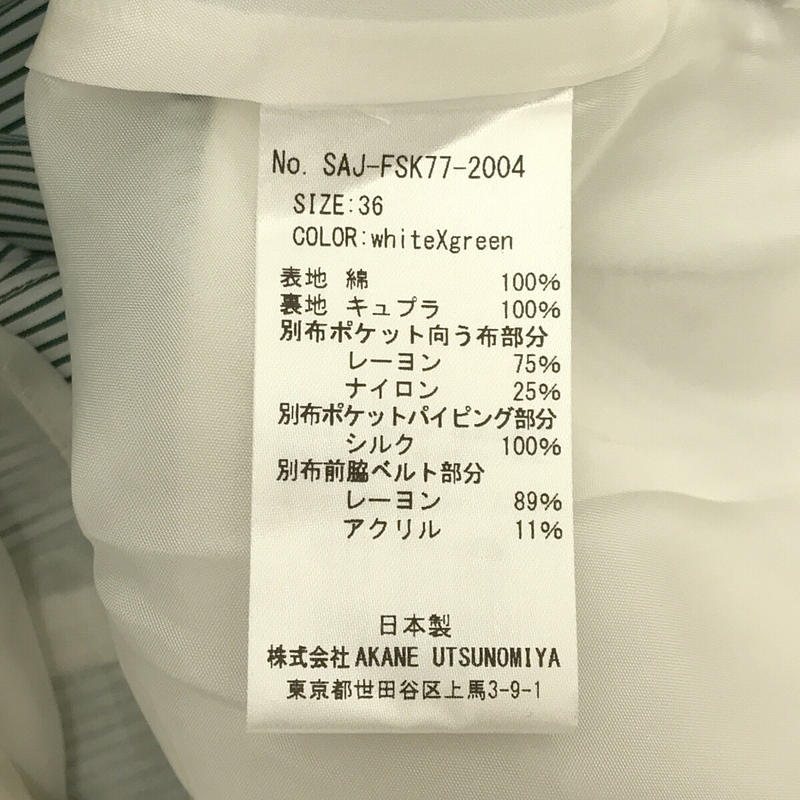 No. SAJ-FSK77-2004
SIZE:36
COLOR:whiteXgreen
表地 綿 100%
裏地 キュプラ 100%
別布ポケット向う布部分
レーヨン 75%
ナイロン 25%
別布ポケットパイピング部分
シルク 100%
別布前脇ベルト部分
レーヨン 89%
アクリル 11%
日本製
株式会社AKANE UTSUNOMIYA
東京都世田谷区上馬3-9-1